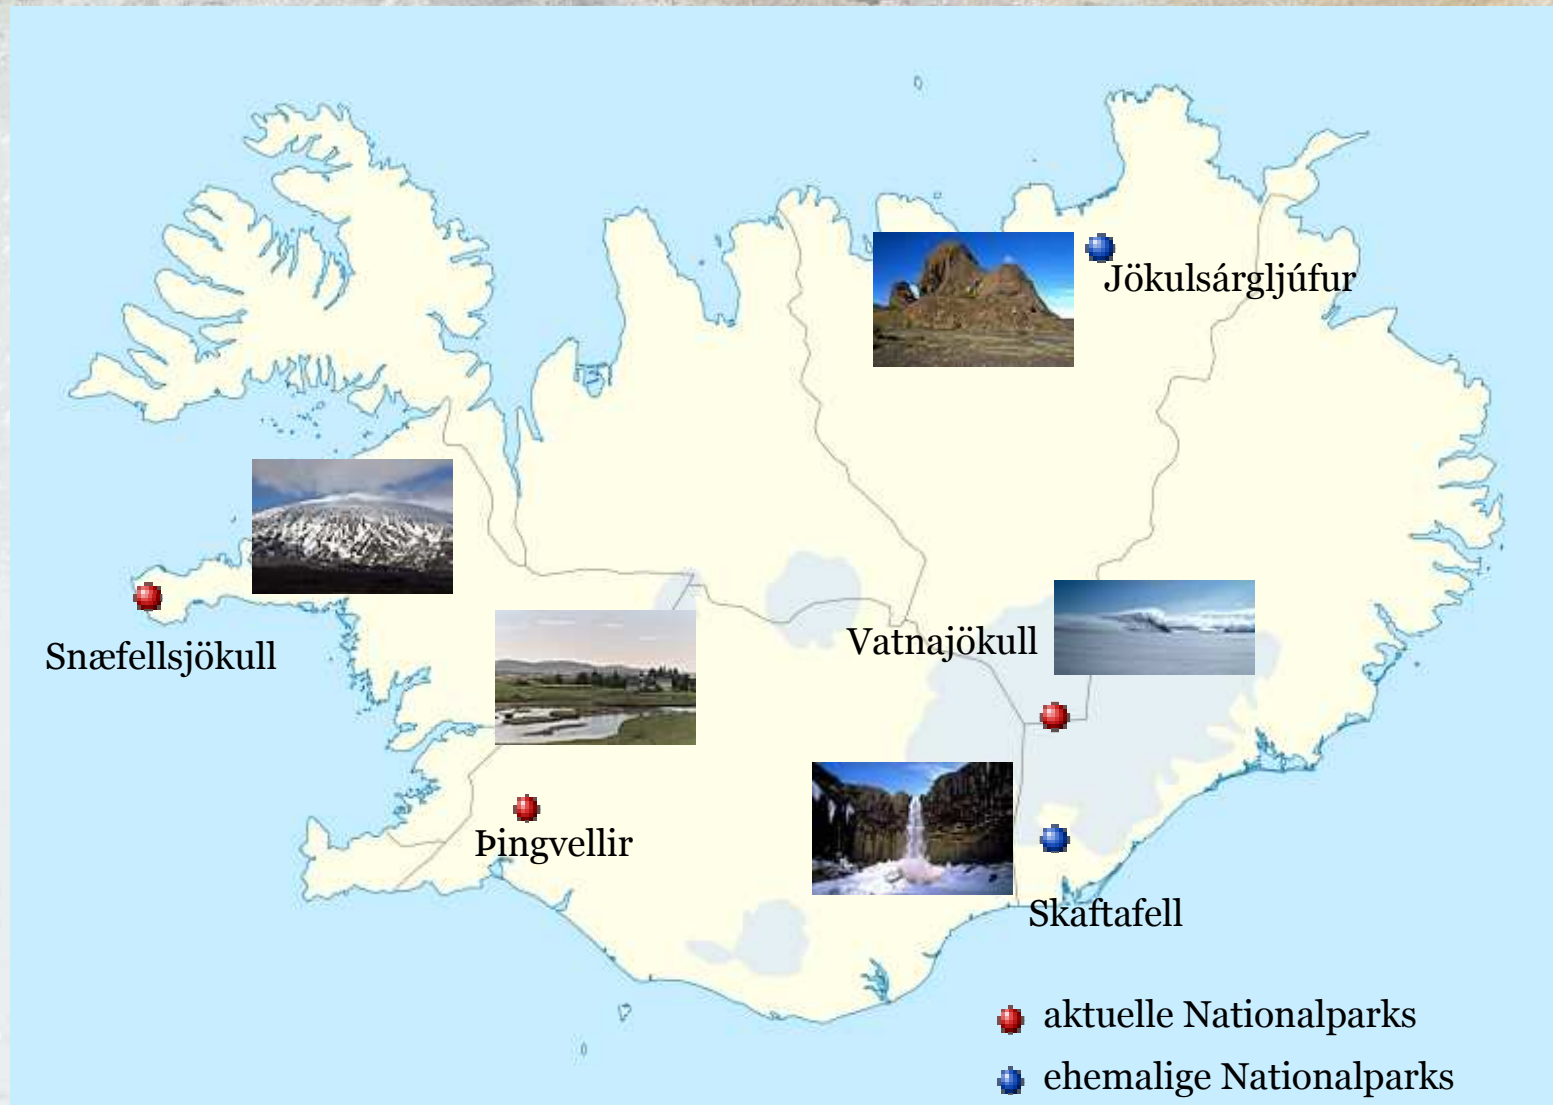 Jökulsárgljúfur
Vatnajökull
Snæfellsjökull
Þingvellir
Skaftafell
aktuelle Nationalparks
ehemalige Nationalparks